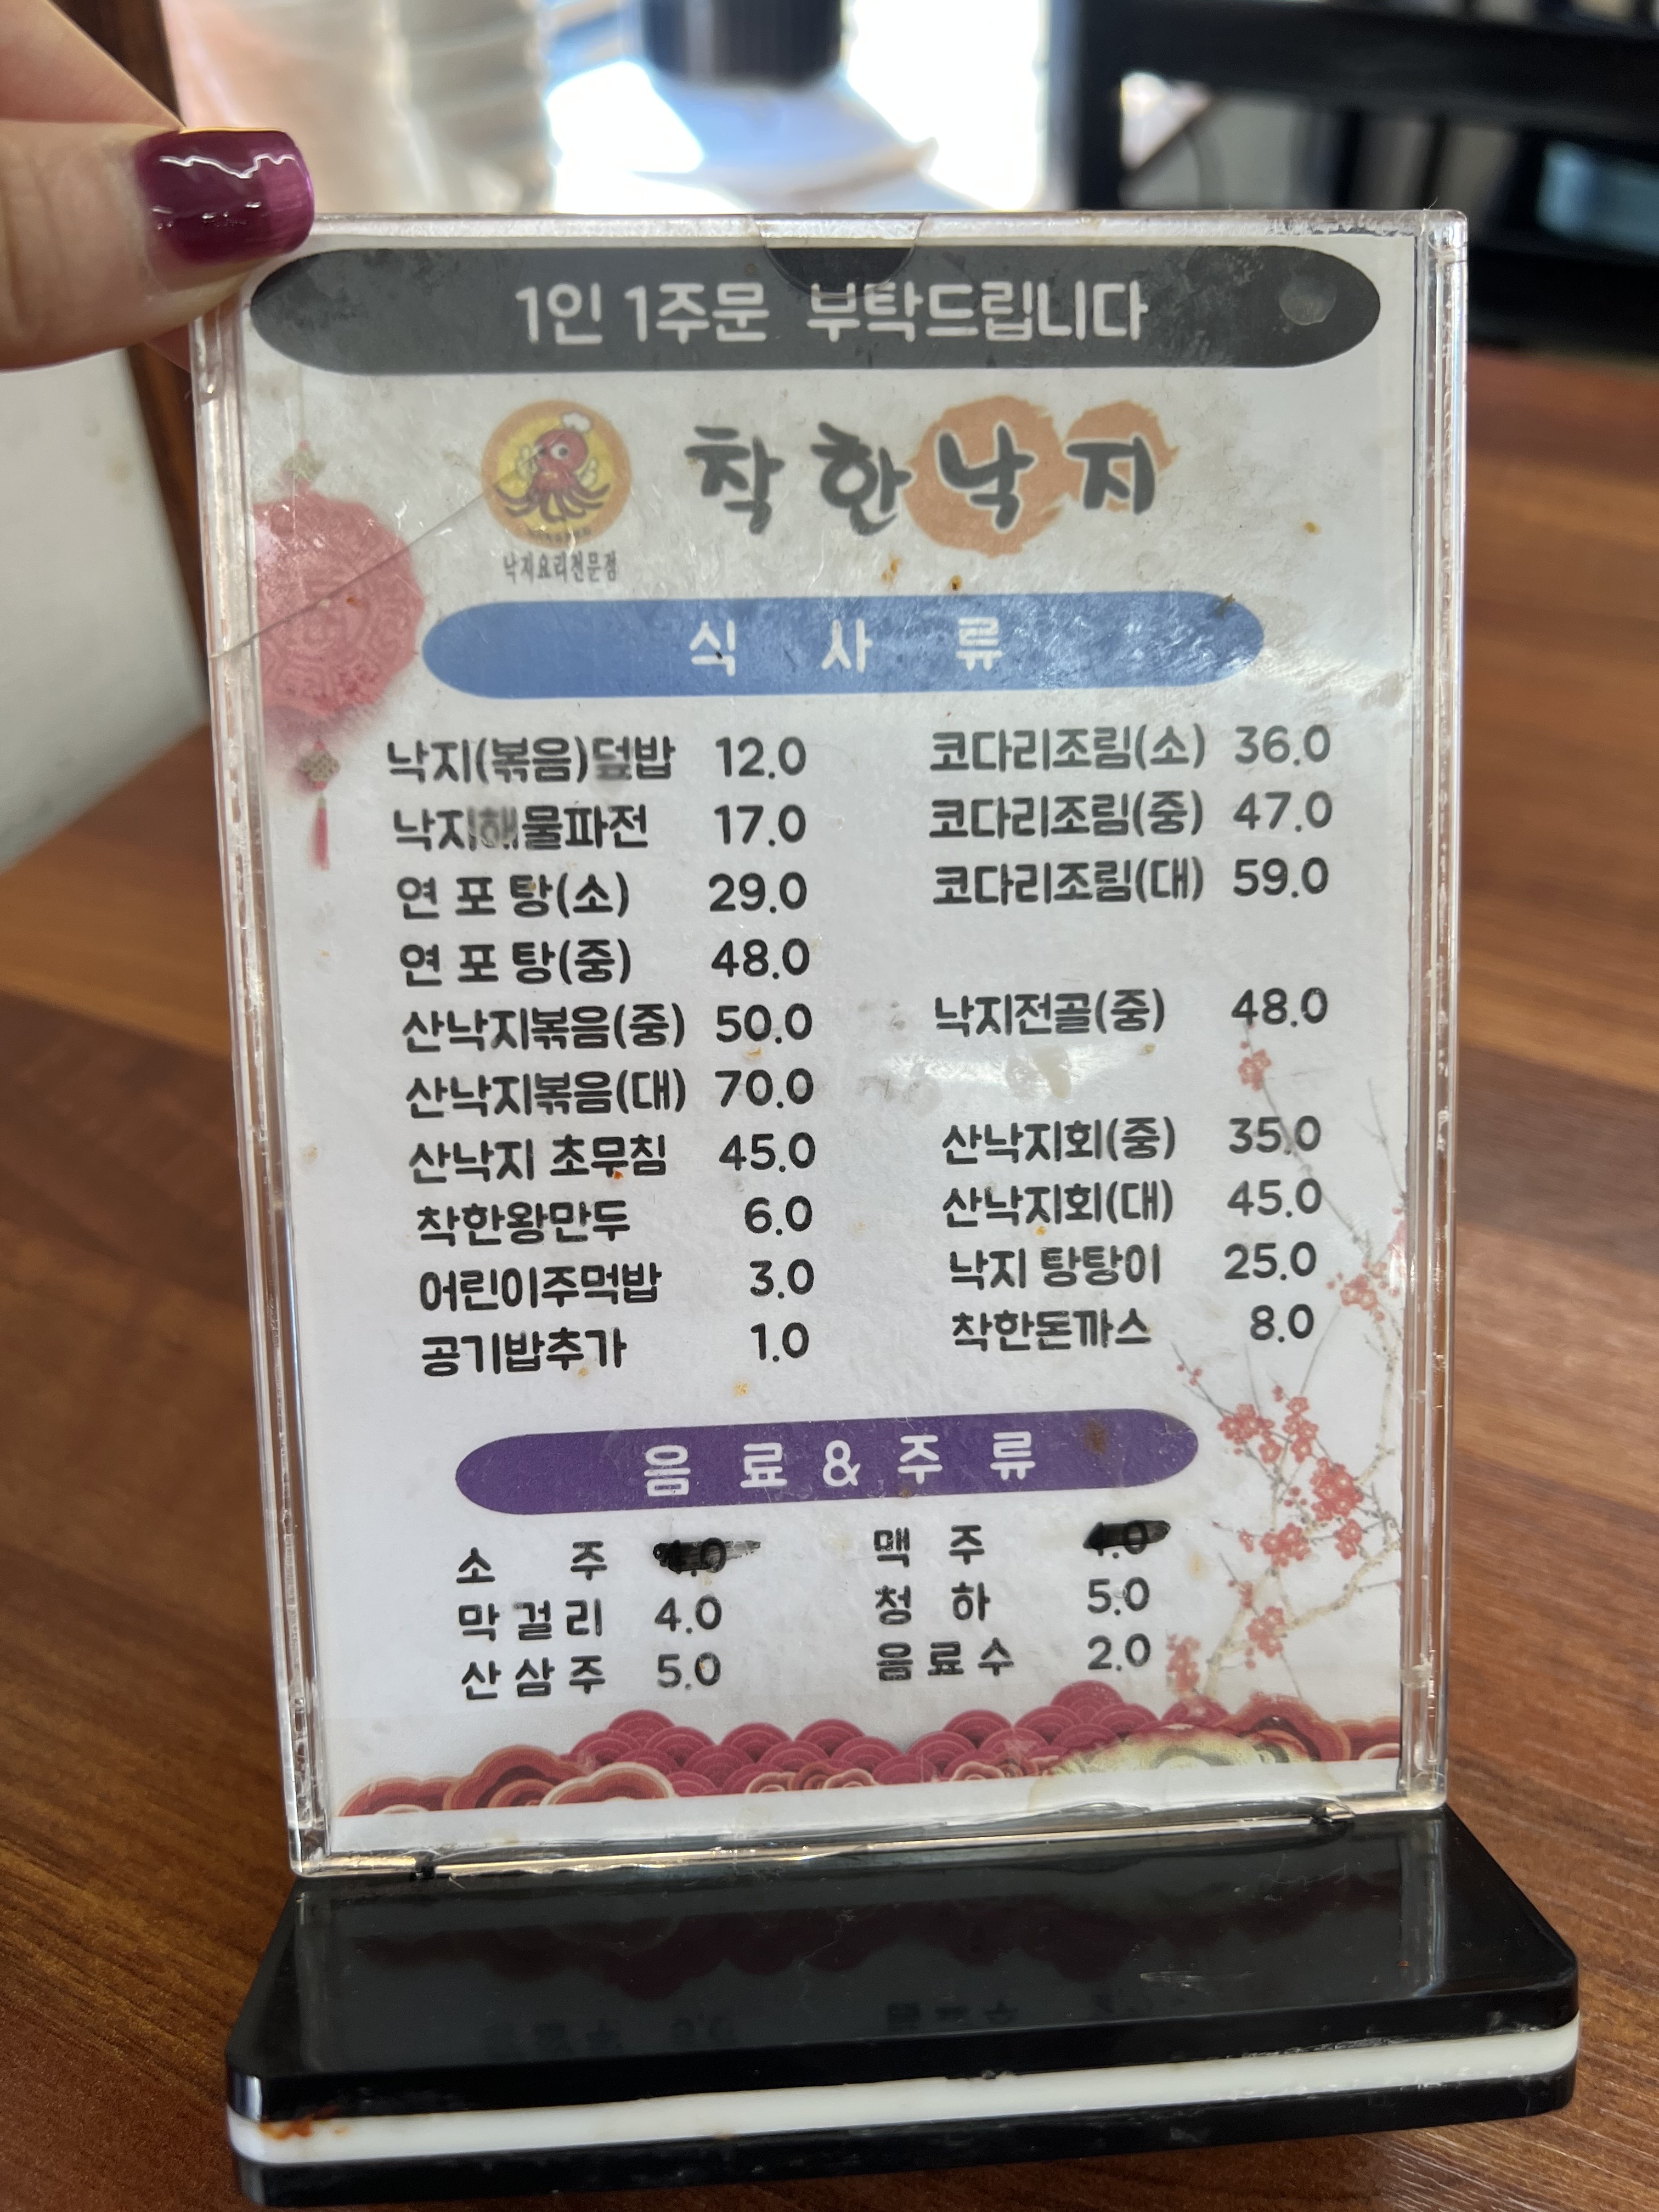 1인 1주문 부탁드립니다
착한낙지
낙지요리전문점
식 사 류
낙지(볶음)덮밥 12.0
낙지해물파전 17.0
연 포 탕(소) 29.0
연 포 탕(중) 48.0
산낙지볶음(중) 50.0
산낙지볶음(대) 70.0
산낙지 초무침 45.0
착한왕만두 6.0
어린이주먹밥 3.0
공기밥추가 1.0
코다리조림(소) 36.0
코다리조림(중) 47.0
코다리조림(대) 59.0
낙지전골(중) 48.0
산낙지회(중) 35.0
산낙지회(대) 45.0
낙지 탕탕이 25.0
착한돈까스 8.0
음 료 & 주 류
소 주
막 걸 리 4.0
산 삼 주 5.0
맥 주
청 하 5.0
음 료 수 2.0